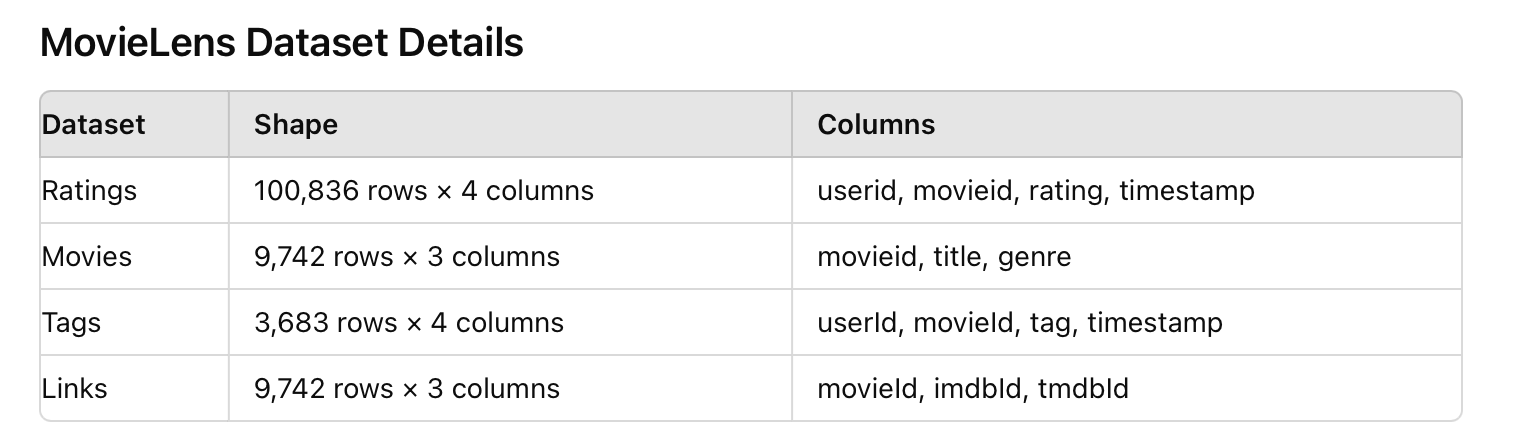 MovieLens Dataset Details
Dataset Shape Columns
Ratings 100,836 rows × 4 columns userid, movieid, rating, timestamp
Movies 9,742 rows × 3 columns movieid, title, genre
Tags 3,683 rows × 4 columns userId, movieId, tag, timestamp
Links 9,742 rows × 3 columns movieId, imdbId, tmdbId